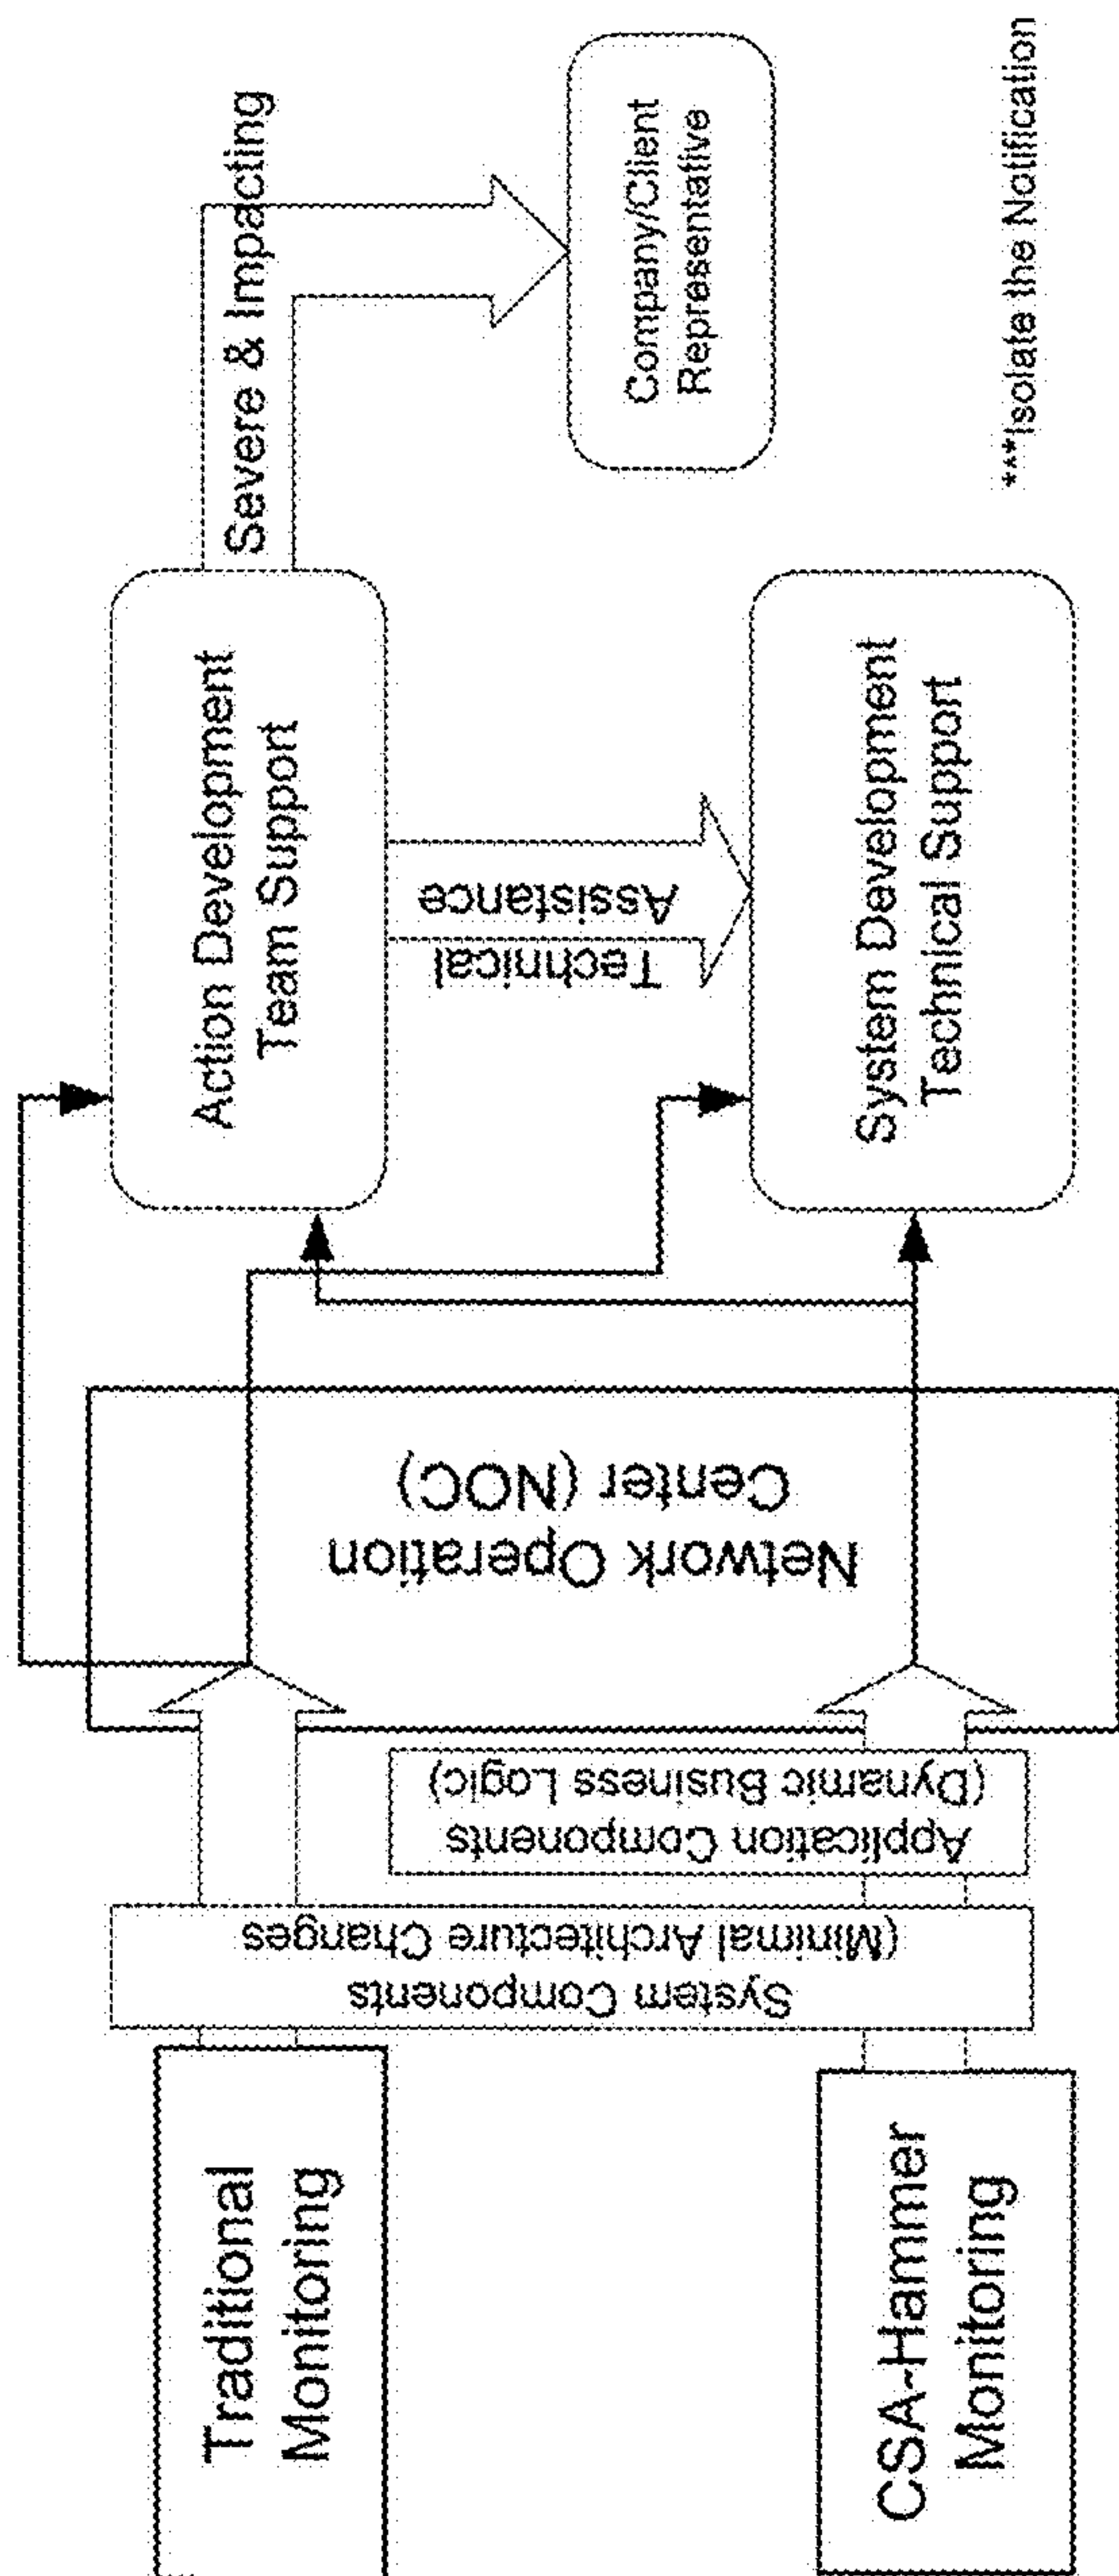 Traditional
Monitoring
CSA-Hammer
Monitoring
System Components
(Minimal Architecture Changes
Application Components
(Dynamic Business Logic)
Network Operation
Center (NOC)
Action Development
Team Support
Technical
Assistance
System Development
Technical Support
Severe & Impacting
Company/Client
Representative
***Isolate the Notification